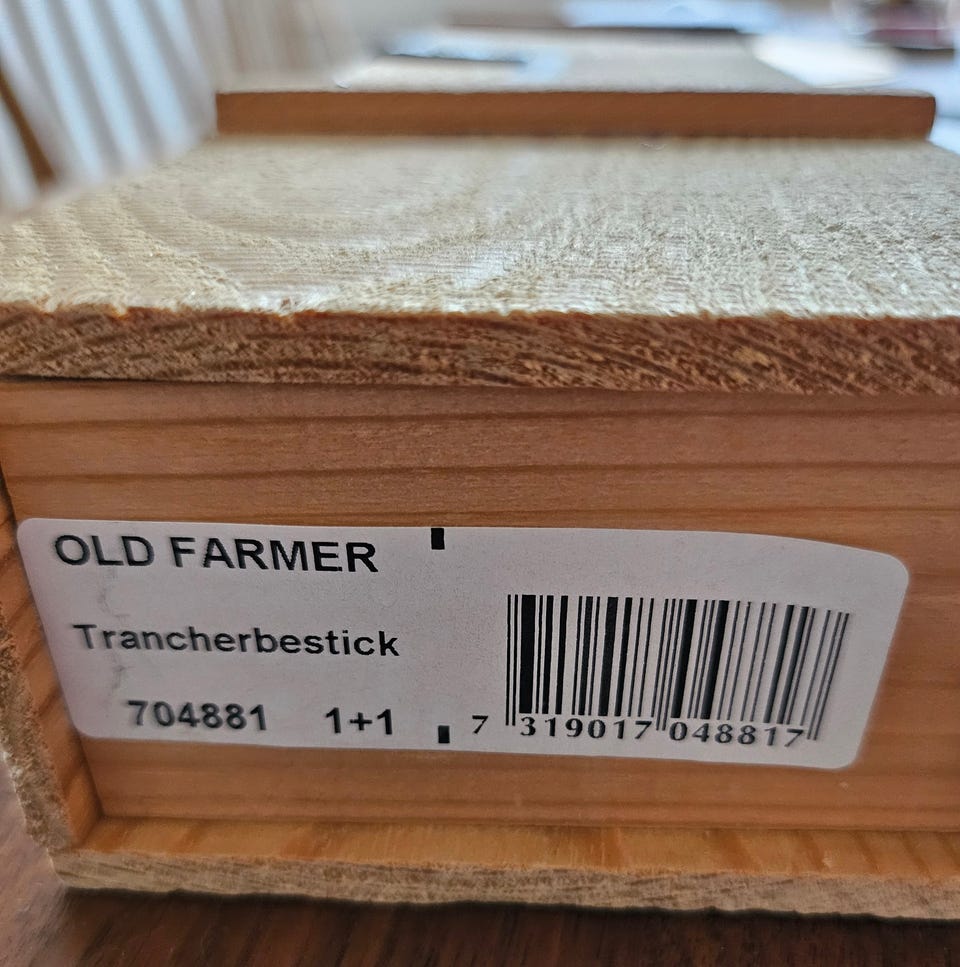 OLD FARMER
Trancherbestick
704881 1+1
7 319017 048817